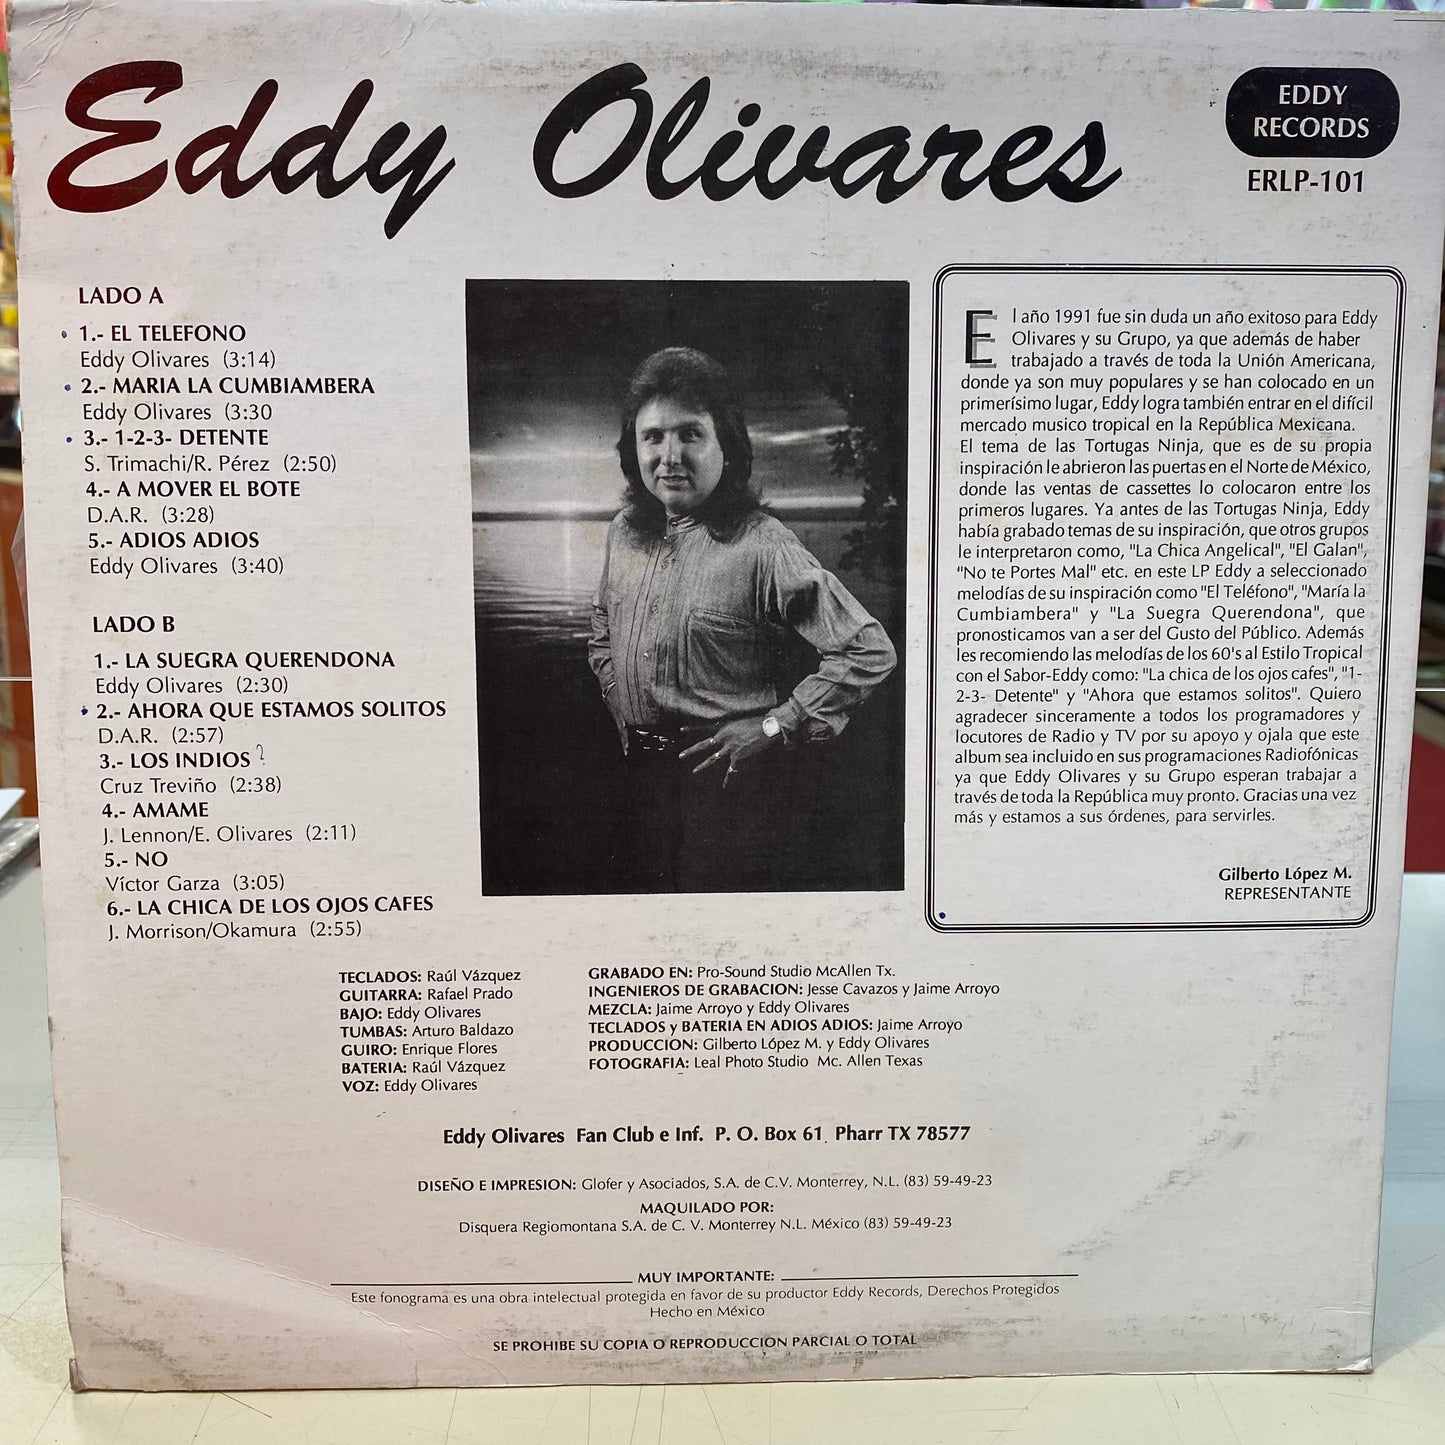 Eddy Olivares
EDDY
RECORDS
ERLP-101
LADO A
1.- EL TELEFONO
Eddy Olivares (3:14)
2.- MARIA LA CUMBIAMBERA
Eddy Olivares (3:30
3.- 1-2-3- DETENTE
S. Trimachi/R. Pérez (2:50)
4.- A MOVER EL BOTE
D.A.R. (3:28)
5.- ADIOS ADIOS
Eddy Olivares (3:40)
LADO B
1.- LA SUEGRA QUERENDONA
Eddy Olivares (2:30)
2.- AHORA QUE ESTAMOS SOLITOS
D.A.R. (2:57)
3.- LOS INDIOS ?
Cruz Treviño (2:38)
4.- AMAME
J. Lennon/E. Olivares (2:11)
5.- NO
Víctor Garza (3:05)
6.- LA CHICA DE LOS OJOS CAFES
J. Morrison/Okamura (2:55)
El año 1991 fue sin duda un año exitoso para Eddy
Olivares y su Grupo, ya que además de haber
trabajado a través de toda la Unión Americana,
donde ya son muy populares y se han colocado en un
primerísimo lugar, Eddy logra también entrar en el difícil
mercado musico tropical en la República Mexicana.
El tema de las Tortugas Ninja, que es de su propia
inspiración le abrieron las puertas en el Norte de México,
donde las ventas de cassettes lo colocaron entre los
primeros lugares. Ya antes de las Tortugas Ninja, Eddy
había grabado temas de su inspiración, que otros grupos
le interpretaron como, "La Chica Angelical", "El Galan",
"No te Portes Mal" etc. en este LP Eddy a seleccionado
melodías de su inspiración como "El Teléfono", "María la
Cumbiambera" y "La Suegra Querendona", que
pronosticamos van a ser del Gusto del Público. Además
les recomiendo las melodías de los 60's al Estilo Tropical
con el Sabor-Eddy como: "La chica de los ojos cafes", "1-
2-3- Detente" y "Ahora que estamos solitos". Quiero
agradecer sinceramente a todos los programadores y
locutores de Radio y TV por su apoyo y ojala que este
album sea incluido en sus programaciones Radiofónicas
ya que Eddy Olivares y su Grupo esperan trabajar a
través de toda la República muy pronto. Gracias una vez
más y estamos a sus órdenes, para servirles.
Gilberto López M.
REPRESENTANTE
TECLADOS: Raúl Vázquez
GUITARRA: Rafael Prado
BAJO: Eddy Olivares
TUMBAS: Arturo Baldazo
GUIRO: Enrique Flores
BATERIA: Raúl Vázquez
VOZ: Eddy Olivares
GRABADO EN: Pro-Sound Studio McAllen Tx.
INGENIEROS DE GRABACION: Jesse Cavazos y Jaime Arroyo
MEZCLA: Jaime Arroyo y Eddy Olivares
TECLADOS y BATERIA EN ADIOS ADIOS: Jaime Arroyo
PRODUCCION: Gilberto López M. y Eddy Olivares
FOTOGRAFIA: Leal Photo Studio Mc. Allen Texas
Eddy Olivares Fan Club e Inf. P. O. Box 61 Pharr TX 78577
DISEÑO E IMPRESION: Glofer y Asociados, S.A. de C.V. Monterrey, N.L. (83) 59-49-23
MAQUILADO POR:
Disquera Regiomontana S.A. de C. V. Monterrey N.L. México (83) 59-49-23
MUY IMPORTANTE:
Este fonograma es una obra intelectual protegida en favor de su productor Eddy Records, Derechos Protegidos
Hecho en México
SE PROHIBE SU COPIA O REPRODUCCION PARCIAL O TOTAL